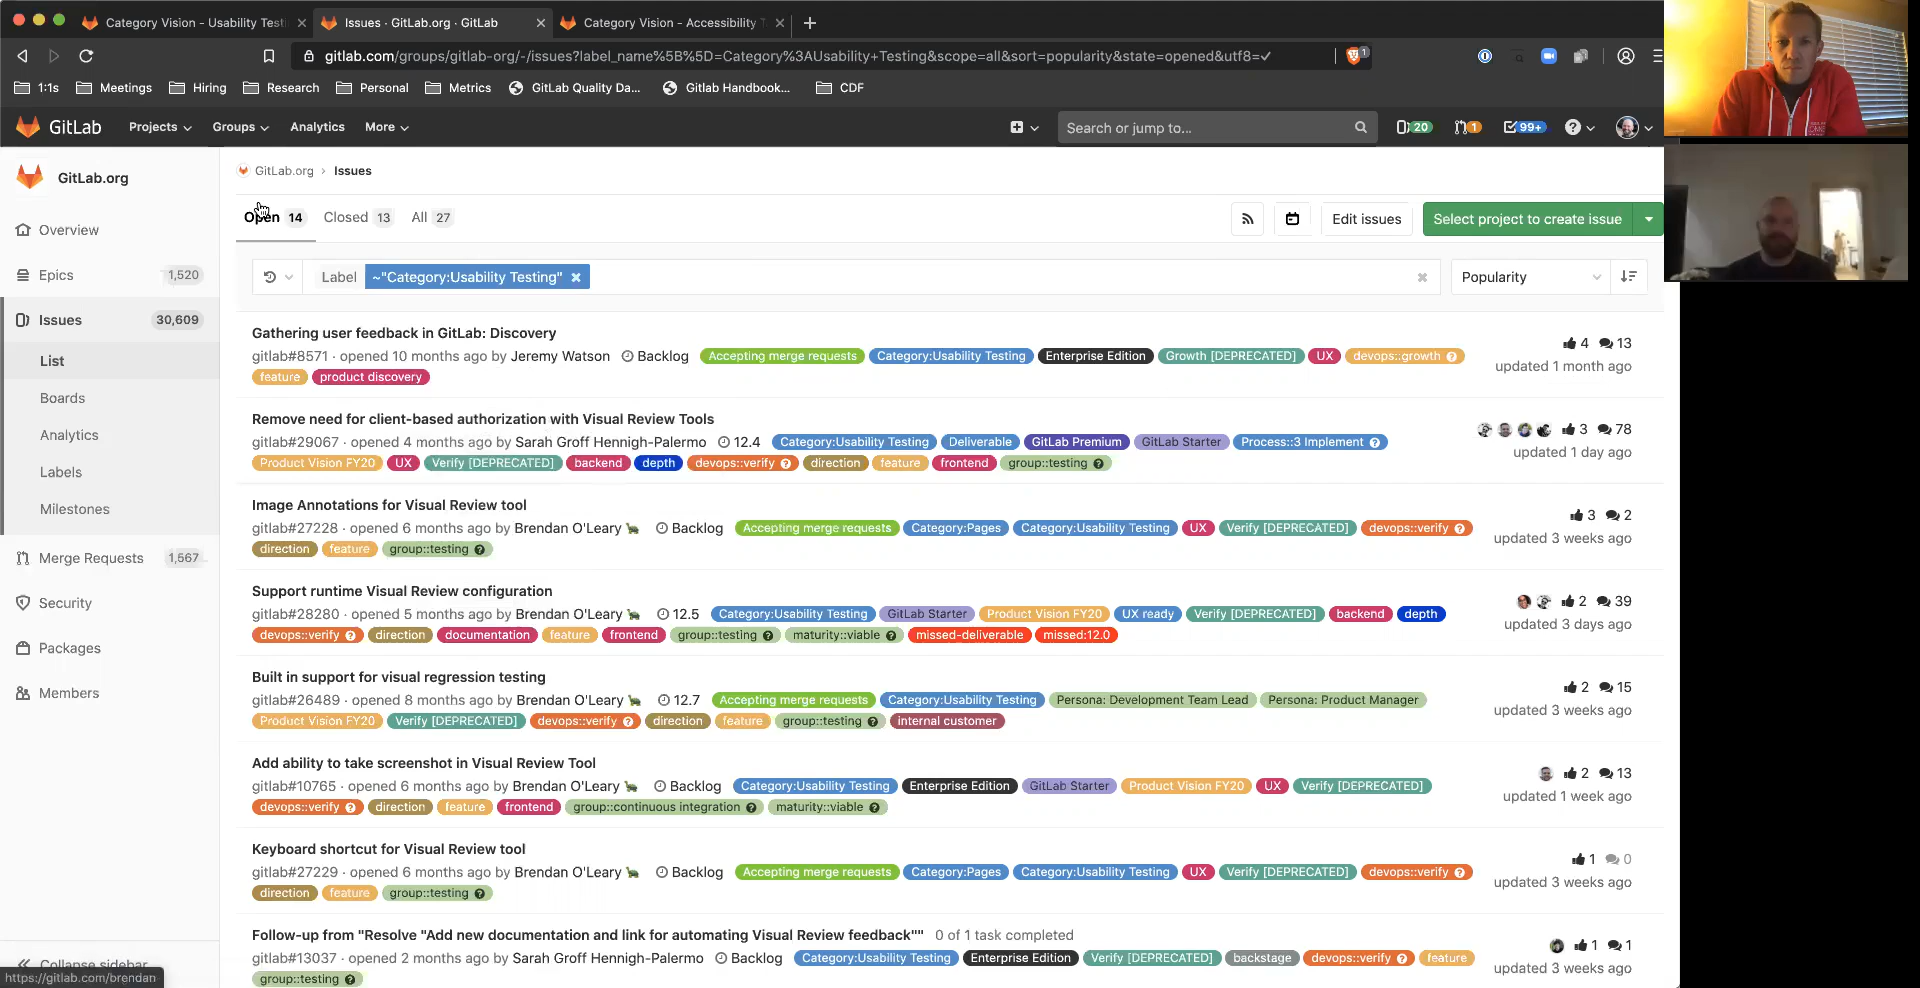 Category Vision - Usability Testi
Issues · GitLab.org · GitLab
Category Vision - Accessibility T
gitlab.com/groups/gitlab-org/-/issues?label_name%5B%5D=Category%3AUsability+Testing&scope=all&sort=popularity&state=opened&utf8=✓
1
1:1s
Meetings
Hiring
Research
Personal
Metrics
GitLab Quality Da...
Gitlab Handbook...
CDF
GitLab
Projects
Groups
Analytics
More
Search or jump to...
20
1
99+
GitLab.org
Overview
Epics 1,520
Issues 30,609
List
Boards
Analytics
Labels
Milestones
Merge Requests 1,567
Security
Packages
Members
Collapse sidebar
https://gitlab.com/brendan
GitLab.org › Issues
Open 14 Closed 13 All 27
Edit issues
Select project to create issue
Label ~"Category:Usability Testing"
Popularity
Gathering user feedback in GitLab: Discovery
gitlab#8571 · opened 10 months ago by Jeremy Watson Backlog Accepting merge requests Category:Usability Testing Enterprise Edition Growth [DEPRECATED] UX devops::growth
feature product discovery
4 13
updated 1 month ago
Remove need for client-based authorization with Visual Review Tools
gitlab#29067 · opened 4 months ago by Sarah Groff Hennigh-Palermo 12.4 Category:Usability Testing Deliverable GitLab Premium GitLab Starter Process::3 Implement
Product Vision FY20 UX Verify [DEPRECATED] backend depth devops::verify direction feature frontend group::testing
3 78
updated 1 day ago
Image Annotations for Visual Review tool
gitlab#27228 · opened 6 months ago by Brendan O'Leary Backlog Accepting merge requests Category:Pages Category:Usability Testing UX Verify [DEPRECATED] devops::verify
direction feature group::testing
3 2
updated 3 weeks ago
Support runtime Visual Review configuration
gitlab#28280 · opened 5 months ago by Brendan O'Leary 12.5 Category:Usability Testing GitLab Starter Product Vision FY20 UX ready Verify [DEPRECATED] backend depth
devops::verify direction documentation feature frontend group::testing maturity::viable missed-deliverable missed:12.0
2 39
updated 3 days ago
Built in support for visual regression testing
gitlab#26489 · opened 8 months ago by Brendan O'Leary 12.7 Accepting merge requests Category:Usability Testing Persona: Development Team Lead Persona: Product Manager
Product Vision FY20 Verify [DEPRECATED] devops::verify direction feature group::testing internal customer
2 15
updated 3 weeks ago
Add ability to take screenshot in Visual Review Tool
gitlab#10765 · opened 6 months ago by Brendan O'Leary Backlog Category:Usability Testing Enterprise Edition GitLab Starter Product Vision FY20 UX Verify [DEPRECATED]
devops::verify direction feature frontend group::continuous integration maturity::viable
2 13
updated 1 week ago
Keyboard shortcut for Visual Review tool
gitlab#27229 · opened 6 months ago by Brendan O'Leary Backlog Accepting merge requests Category:Pages Category:Usability Testing UX Verify [DEPRECATED] devops::verify
direction feature group::testing
1 0
updated 3 weeks ago
Follow-up from "Resolve "Add new documentation and link for automating Visual Review feedback"" 0 of 1 task completed
gitlab#13037 · opened 2 months ago by Sarah Groff Hennigh-Palermo Backlog Category:Usability Testing Enterprise Edition Verify [DEPRECATED] backstage devops::verify feature
group::testing
1 1
updated 3 weeks ago